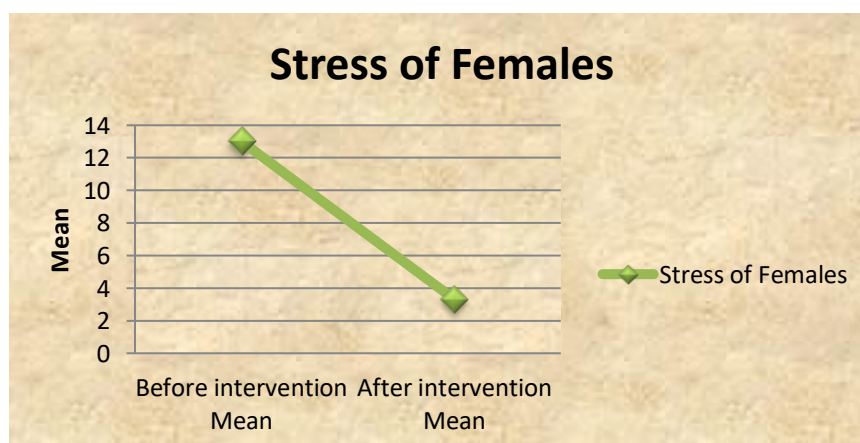 Stress of Females
14
12
10
8
6
4
2
0
Mean
Before intervention Mean
After intervention Mean
Stress of Females